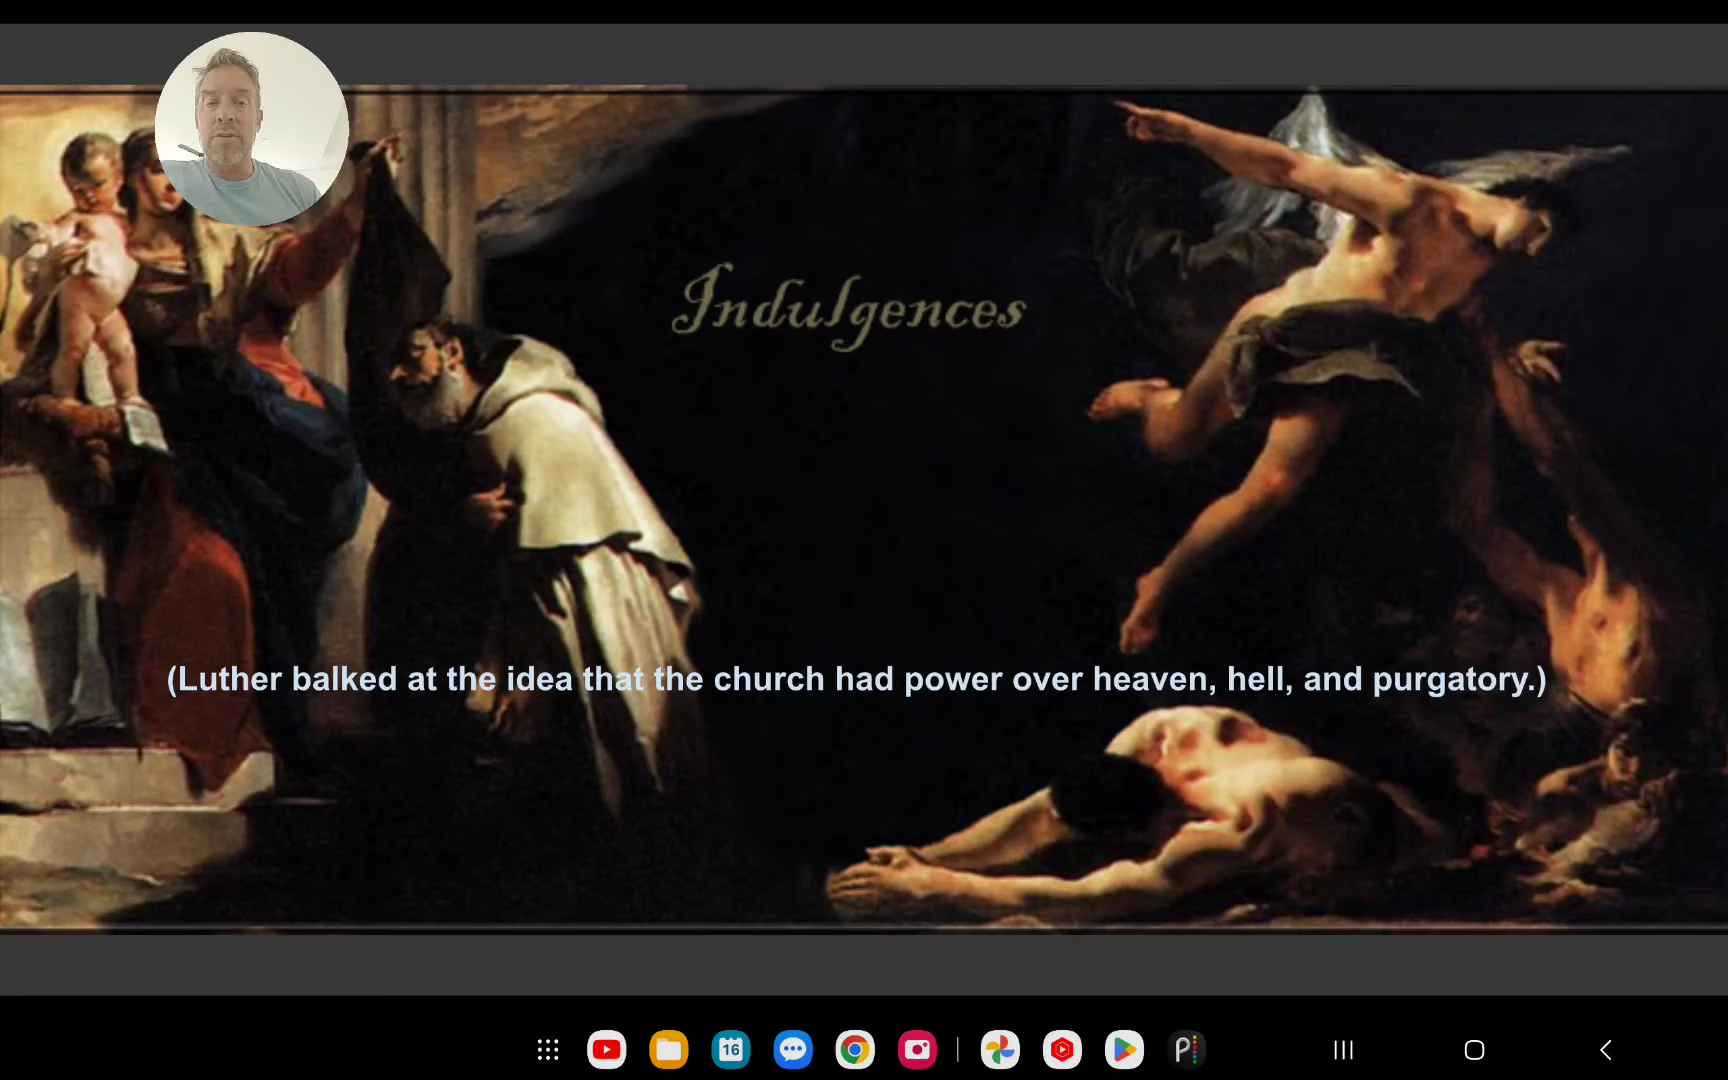 Indulgences
(Luther balked at the idea that the church had power over heaven, hell, and purgatory.)
16